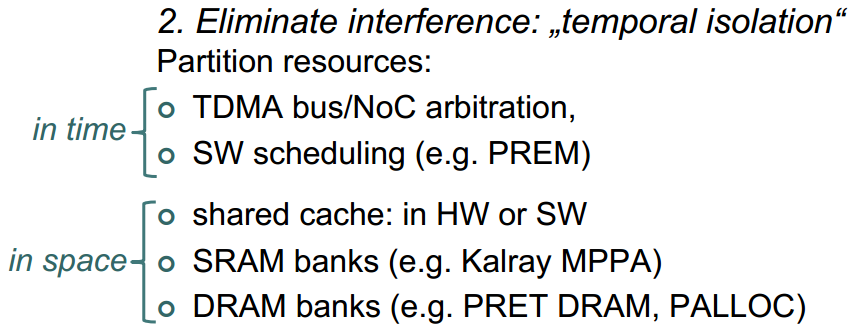 2. Eliminate interference: „temporal isolation“
Partition resources:
in time
TDMA bus/NoC arbitration,
SW scheduling (e.g. PREM)
in space
shared cache: in HW or SW
SRAM banks (e.g. Kalray MPPA)
DRAM banks (e.g. PRET DRAM, PALLOC)